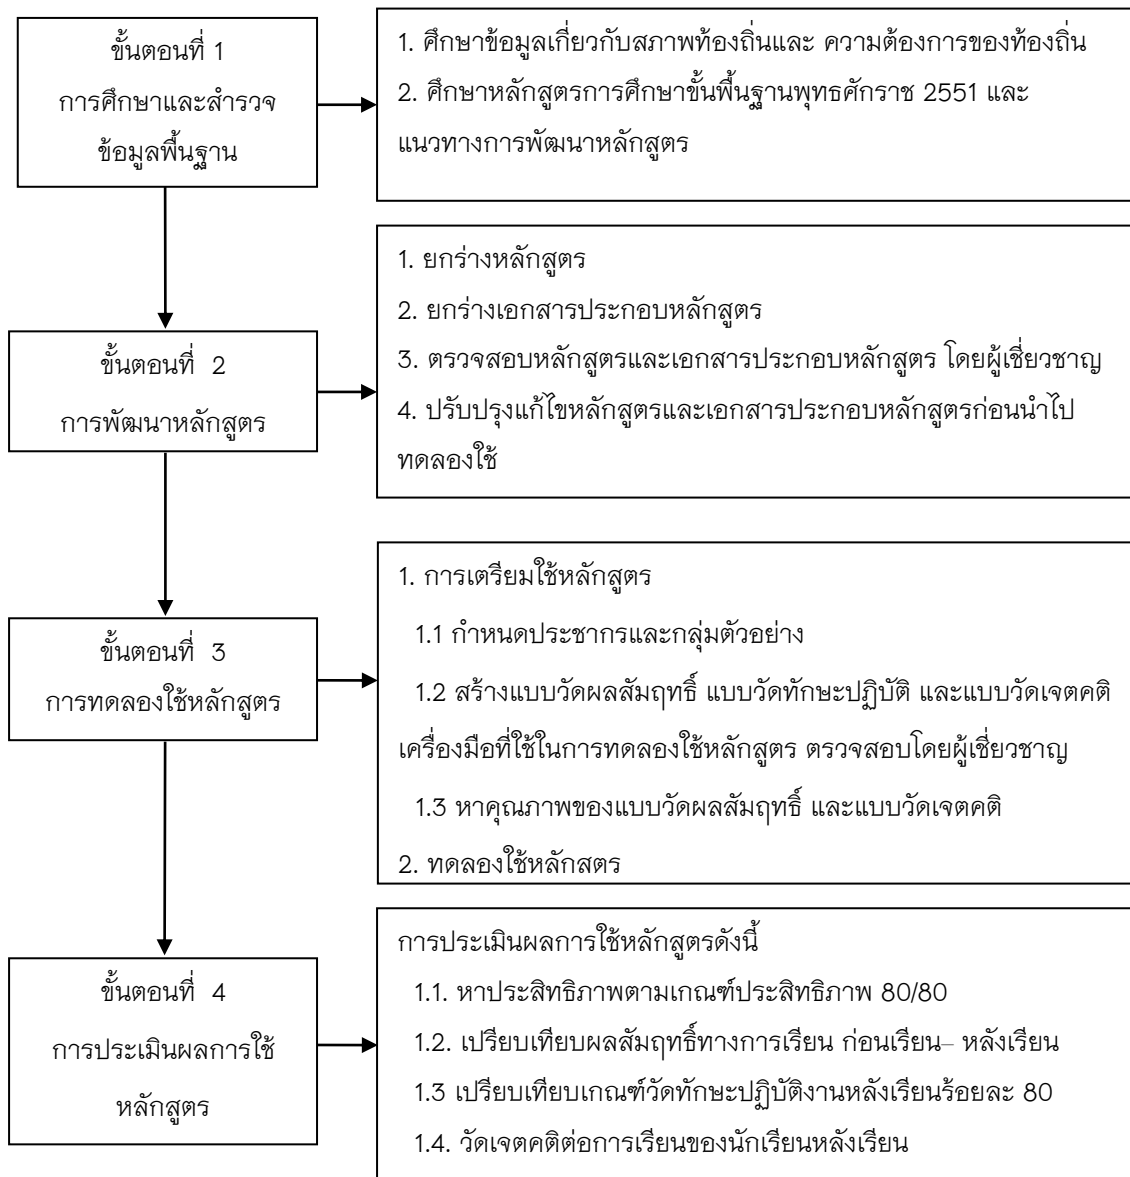 ขั้นตอนที่ 1
การศึกษาและสำรวจ
ข้อมูลพื้นฐาน
1. ศึกษาข้อมูลเกี่ยวกับสภาพท้องถิ่นและ ความต้องการของท้องถิ่น
2. ศึกษาหลักสูตรการศึกษาขั้นพื้นฐานพุทธศักราช 2551 และ
แนวทางการพัฒนาหลักสูตร
ขั้นตอนที่ 2
การพัฒนาหลักสูตร
1. ยกร่างหลักสูตร
2. ยกร่างเอกสารประกอบหลักสูตร
3. ตรวจสอบหลักสูตรและเอกสารประกอบหลักสูตร โดยผู้เชี่ยวชาญ
4. ปรับปรุงแก้ไขหลักสูตรและเอกสารประกอบหลักสูตรก่อนนำไป
ทดลองใช้
ขั้นตอนที่ 3
การทดลองใช้หลักสูตร
1. การเตรียมใช้หลักสูตร
1.1 กำหนดประชากรและกลุ่มตัวอย่าง
1.2 สร้างแบบวัดผลสัมฤทธิ์ แบบวัดทักษะปฏิบัติ และแบบวัดเจตคติ
เครื่องมือที่ใช้ในการทดลองใช้หลักสูตร ตรวจสอบโดยผู้เชี่ยวชาญ
1.3 หาคุณภาพของแบบวัดผลสัมฤทธิ์ และแบบวัดเจตคติ
2. ทดลองใช้หลักสตร
ขั้นตอนที่ 4
การประเมินผลการใช้
หลักสูตร
การประเมินผลการใช้หลักสูตรดังนี้
1.1. หาประสิทธิภาพตามเกณฑ์ประสิทธิภาพ 80/80
1.2. เปรียบเทียบผลสัมฤทธิ์ทางการเรียน ก่อนเรียน– หลังเรียน
1.3 เปรียบเทียบเกณฑ์วัดทักษะปฏิบัติงานหลังเรียนร้อยละ 80
1.4. วัดเจตคติต่อการเรียนของนักเรียนหลังเรียน